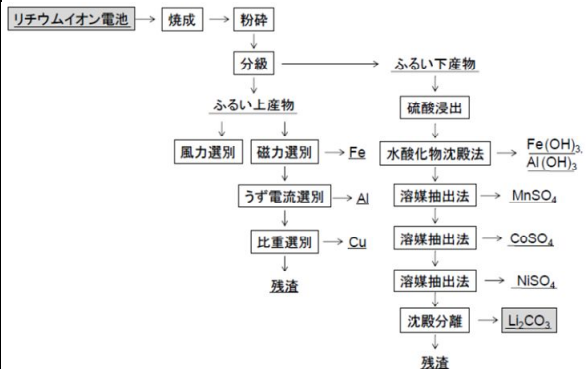 リチウムイオン電池 → 焼成 → 粉砕
分級
ふるい下産物
ふるい上産物
硫酸浸出
風力選別
磁力選別 → Fe
水酸化物沈殿法 → Fe(OH)3,
Al(OH)3
うず電流選別 → Al
溶媒抽出法 → MnSO4
比重選別 → Cu
溶媒抽出法 → CoSO4
残渣
溶媒抽出法 → NiSO4
沈殿分離 → Li2CO3
残渣